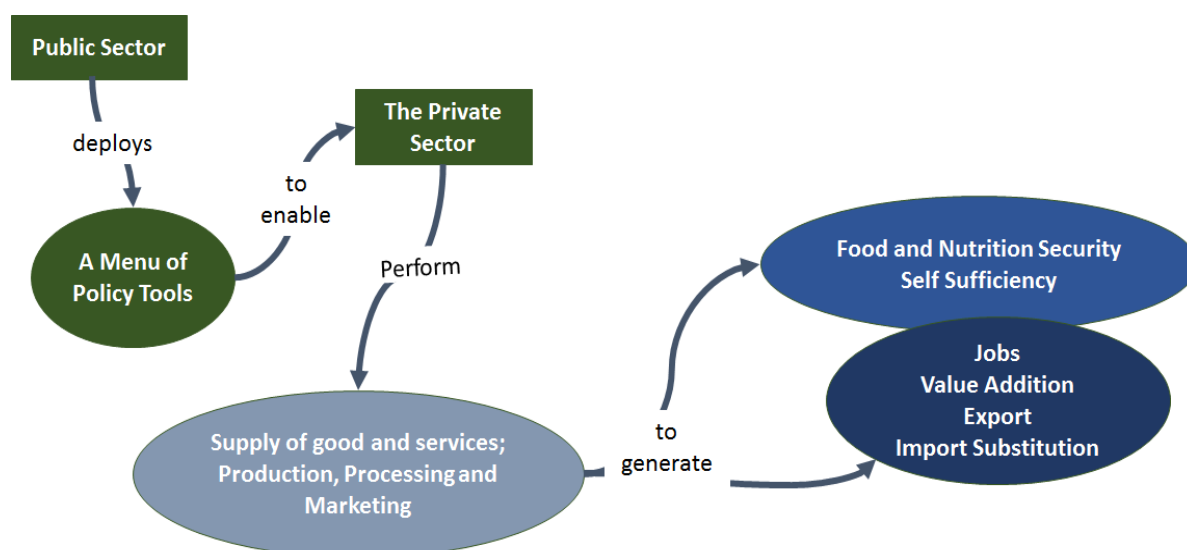 Public Sector
deploys
A Menu of
Policy Tools
to
enable
The Private
Sector
Perform
Supply of good and services;
Production, Processing and
Marketing
to
generate
Food and Nutrition Security
Self Sufficiency
Jobs
Value Addition
Export
Import Substitution